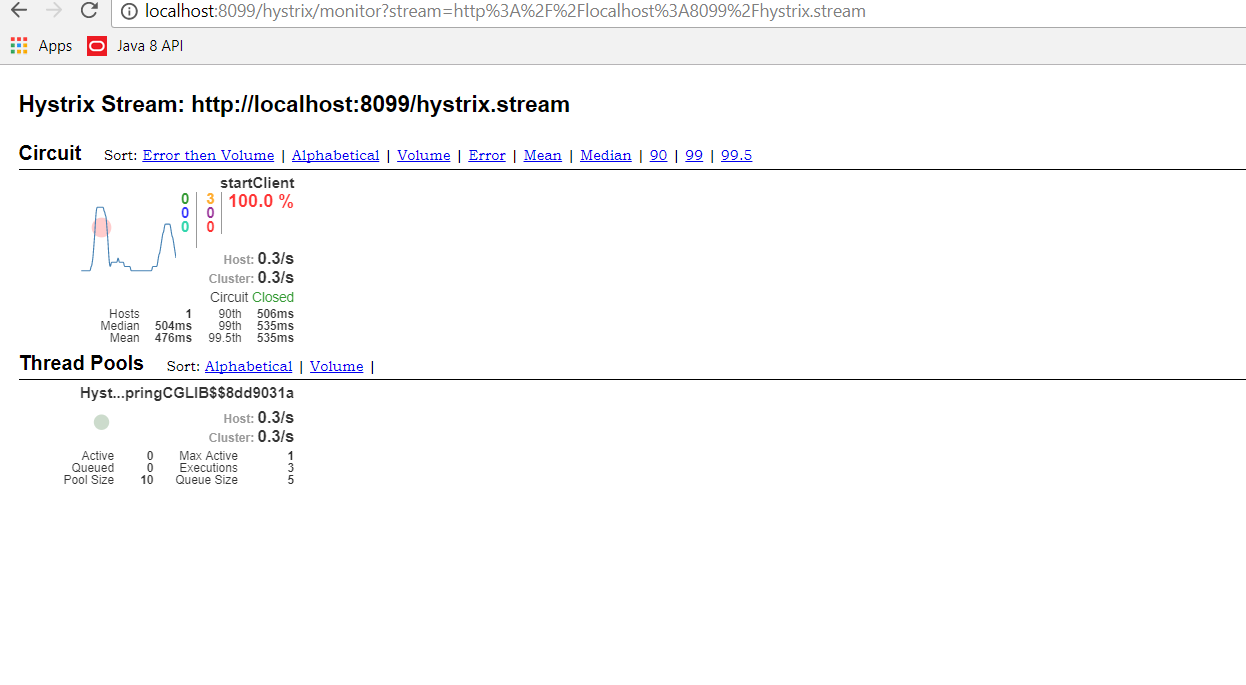 localhost:8099/hystrix/monitor?stream=http%3A%2F%2Flocalhost%3A8099%2Fhystrix.stream
Apps Java 8 API
Hystrix Stream: http://localhost:8099/hystrix.stream
Circuit Sort: Error then Volume | Alphabetical | Volume | Error | Mean | Median | 90 | 99 | 99.5
startClient
0 3 100.0 %
0 0
0 0
Host: 0.3/s
Cluster: 0.3/s
Circuit Closed
Hosts 1 90th 506ms
Median 504ms 99th 535ms
Mean 476ms 99.5th 535ms
Thread Pools Sort: Alphabetical | Volume |
Hyst...pringCGLIB$$8dd9031a
Host: 0.3/s
Cluster: 0.3/s
Active 0 Max Active 1
Queued 0 Executions 3
Pool Size 10 Queue Size 5